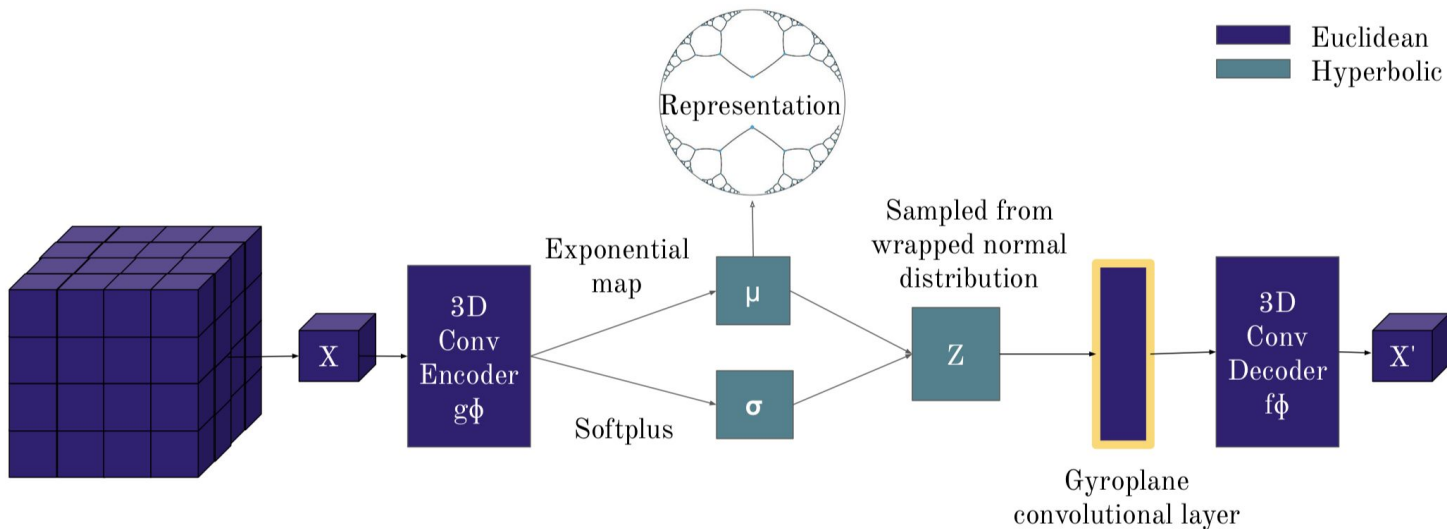 Euclidean
Hyperbolic
Representation
Sampled from
wrapped normal
distribution
Exponential
map
μ
3D
Conv
Encoder
gϕ
X
Z
3D
Conv
Decoder
fϕ
X'
σ
Softplus
Gyroplane
convolutional layer